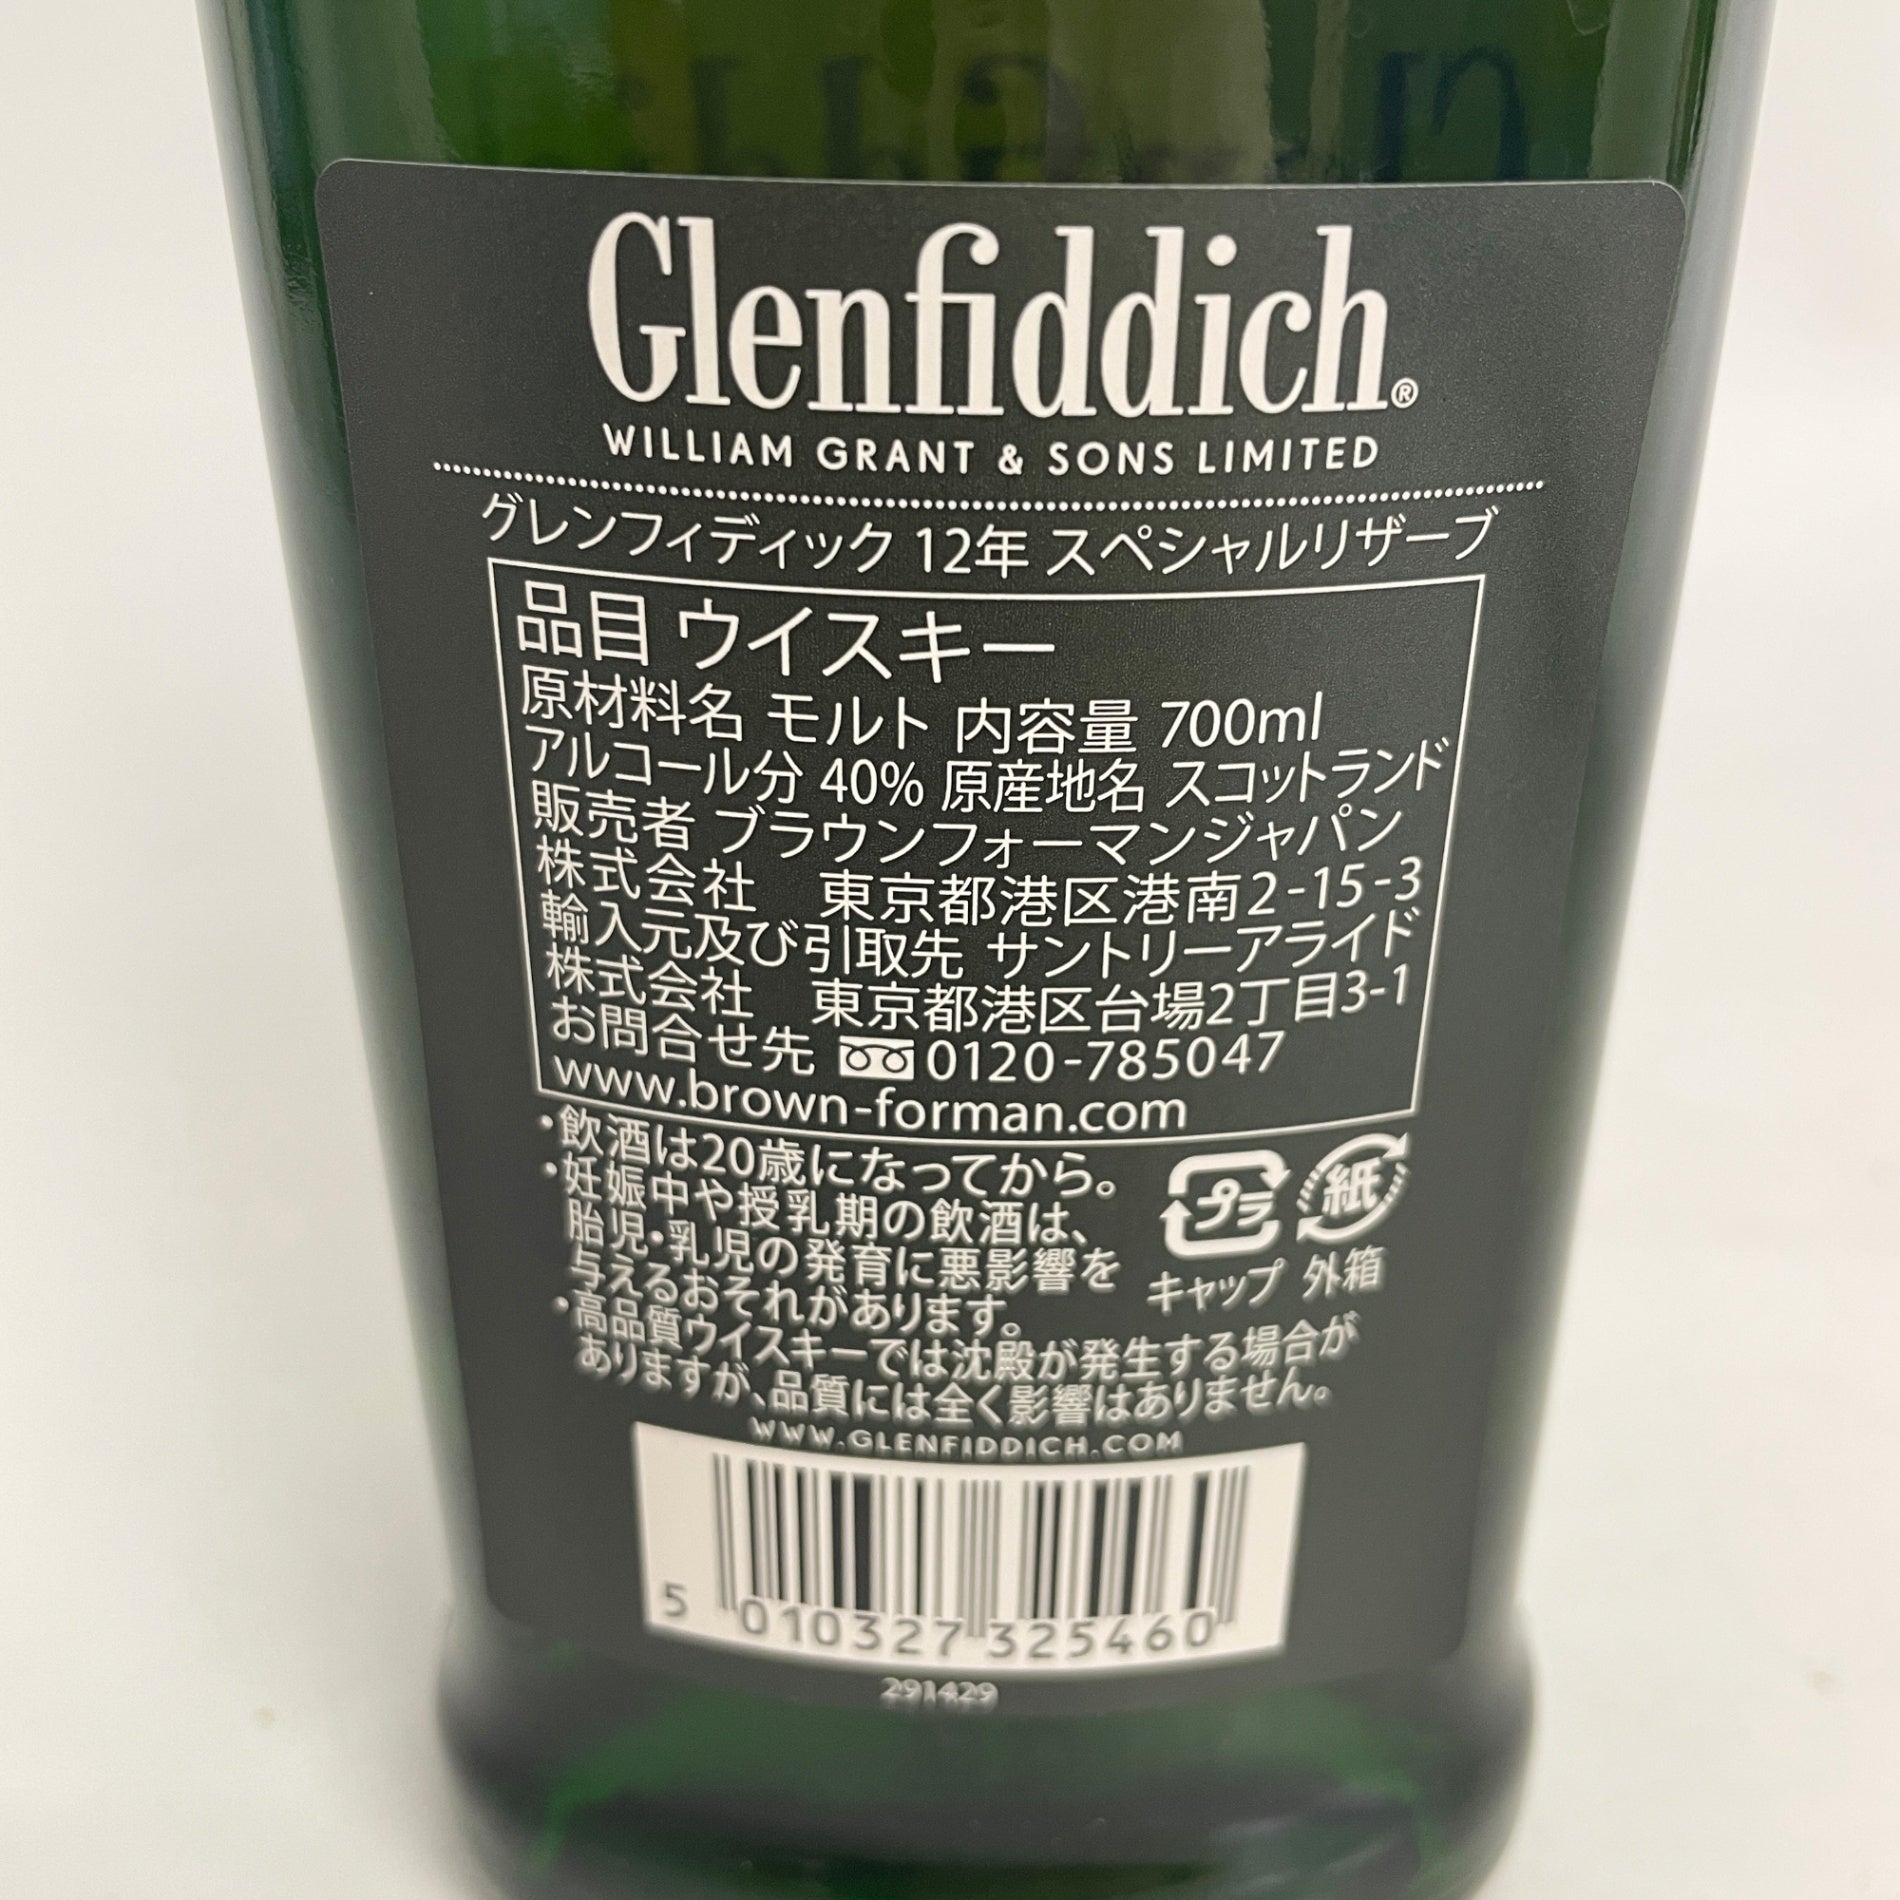 Glenfiddich®
WILLIAM GRANT & SONS LIMITED
グレンフィディック 12年 スペシャルリザーブ
品目 ウイスキー
原材料名 モルト 内容量 700ml
アルコール分 40% 原産地名 スコットランド
販売者 ブラウンフォーマンジャパン
株式会社 東京都港区港南2-15-3
輸入元及び引取先 サントリーアライド
株式会社 東京都港区台場2丁目3-1
お問合せ先 0120-785047
www.brown-forman.com
・飲酒は20歳になってから。
・妊娠中や授乳期の飲酒は、
胎児・乳児の発育に悪影響を
与えるおそれがあります。
プラ 紙
キャップ 外箱
・高品質ウイスキーでは沈殿が発生する場合が
ありますが、品質には全く影響はありません。
WWW.GLENFIDDICH.COM
5 010327 325460
291429